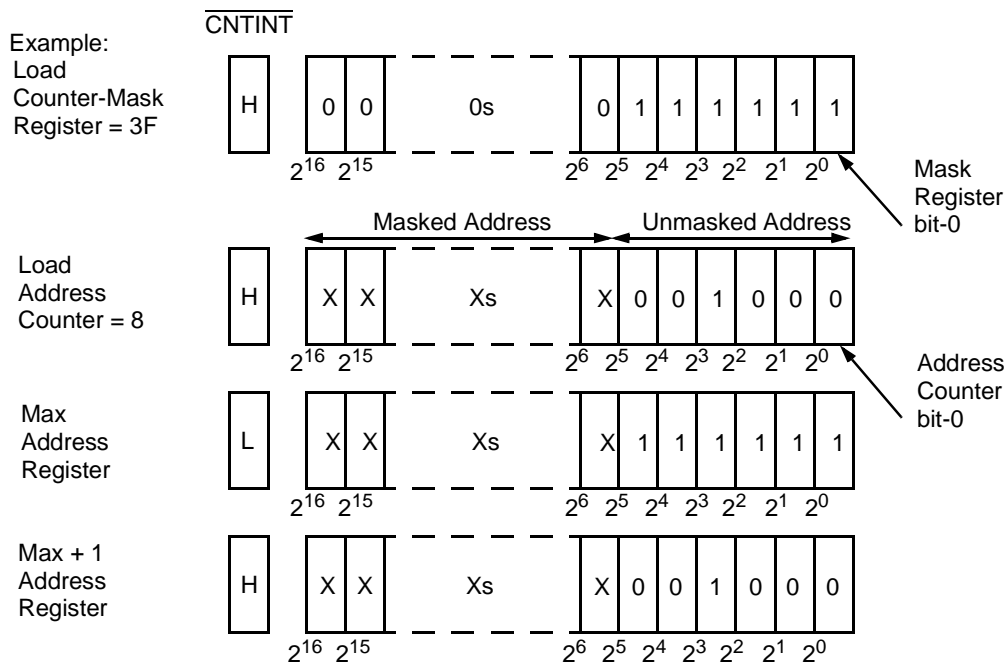 CNTINT
Example:
Load
Counter-Mask
Register = 3F
H 0 0 0s 0 1 1 1 1 1 1
2^16 2^15 2^6 2^5 2^4 2^3 2^2 2^1 2^0
Mask
Register
bit-0
Masked Address Unmasked Address
Load
Address
Counter = 8
H X X Xs X 0 0 1 0 0 0
2^16 2^15 2^6 2^5 2^4 2^3 2^2 2^1 2^0
Address
Counter
bit-0
Max
Address
Register
L X X Xs X 1 1 1 1 1 1
2^16 2^15 2^6 2^5 2^4 2^3 2^2 2^1 2^0
Max + 1
Address
Register
H X X Xs X 0 0 1 0 0 0
2^16 2^15 2^6 2^5 2^4 2^3 2^2 2^1 2^0